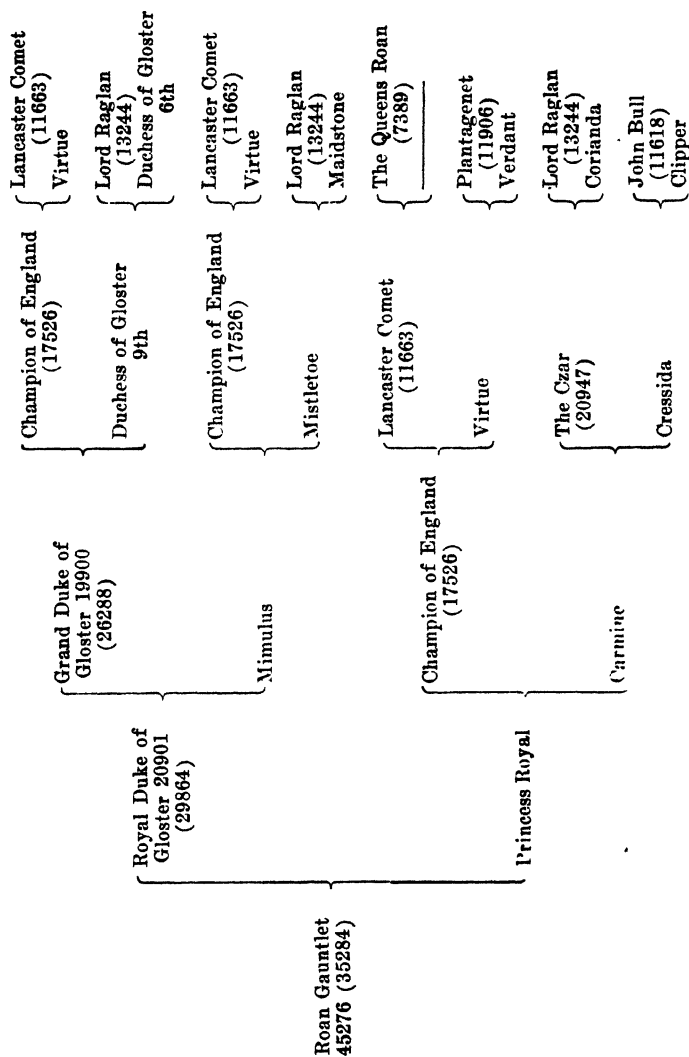 Roan Gauntlet
45276 (35284)
Royal Duke of
Gloster 20901
(29864)
Princess Royal
Grand Duke of
Gloster 19900
(26288)
Mimulus
Champion of England
(17526)
Carmine
Champion of England
(17526)
Duchess of Gloster
9th
Champion of England
(17526)
Mistletoe
Lancaster Comet
(11663)
Virtue
The Czar
(20947)
Cressida
Lancaster Comet
(11663)
Virtue
Lord Raglan
(13244)
Duchess of Gloster
6th
Lancaster Comet
(11663)
Virtue
Lord Raglan
(13244)
Maidstone
The Queens Roan
(7389)
Plantagenet
(11906)
Verdant
Lord Raglan
(13244)
Corianda
John Bull
(11618)
Clipper